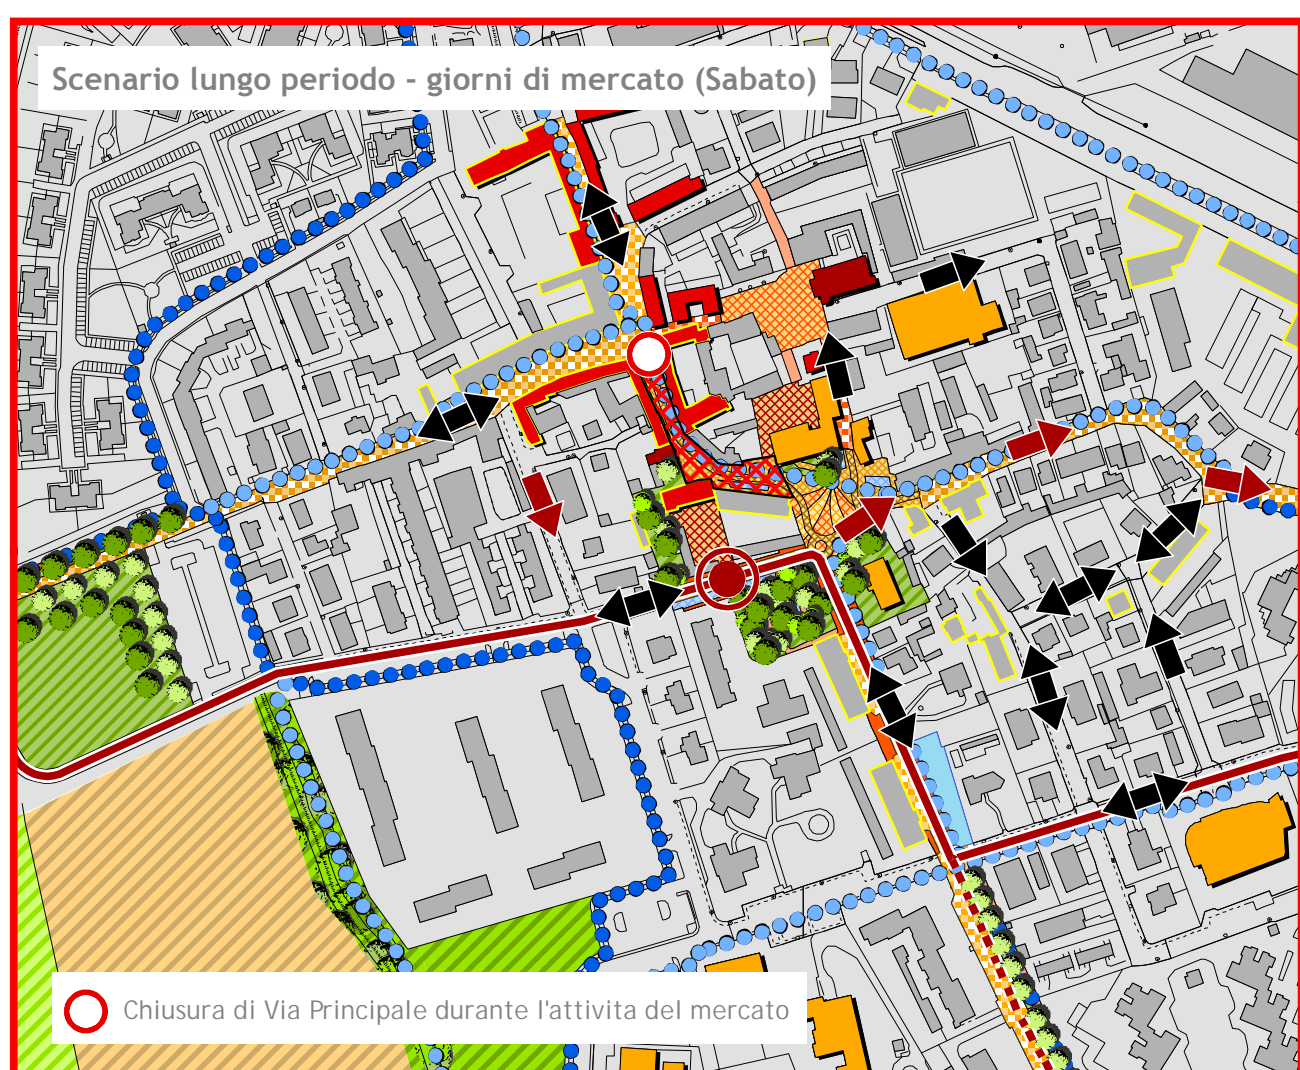 Scenario lungo periodo - giorni di mercato (Sabato)
Chiusura di Via Principale durante l'attivita del mercato